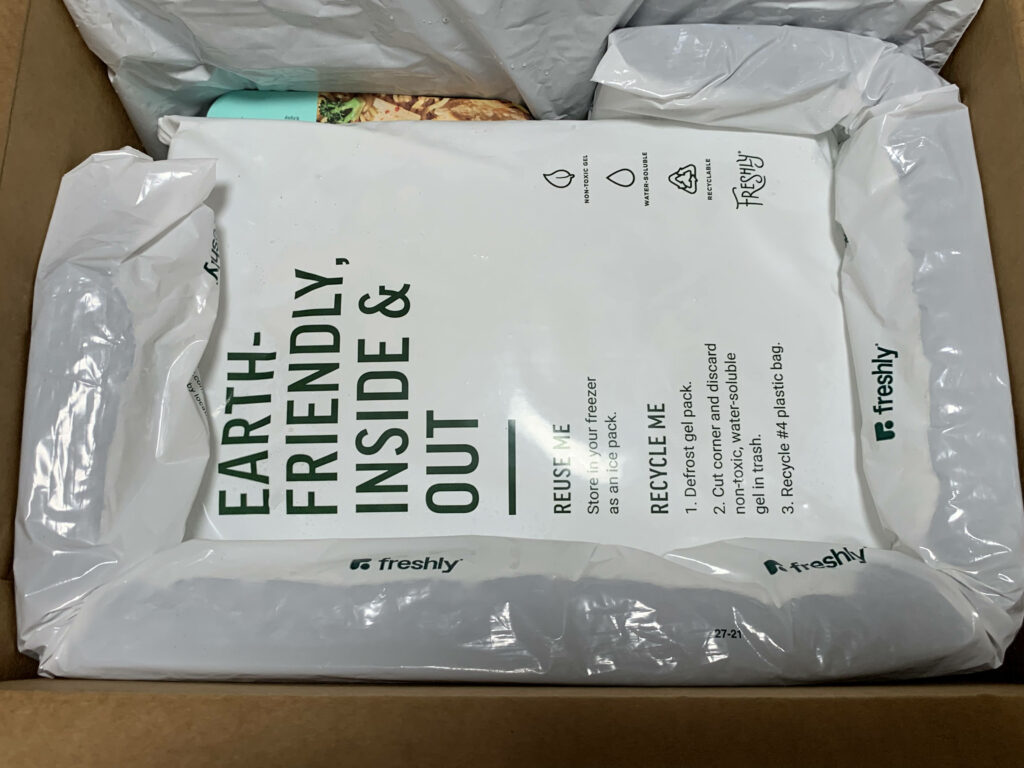 EARTH-
FRIENDLY,
INSIDE &
OUT
REUSE ME
Store in your freezer
as an ice pack.
RECYCLE ME
1. Defrost gel pack.
2. Cut corner and discard
non-toxic, water-soluble
gel in trash.
3. Recycle #4 plastic bag.
NON-TOXIC GEL
WATER-SOLUBLE
RECYCLABLE
FRESHLY
freshly
freshly
freshly
27-21